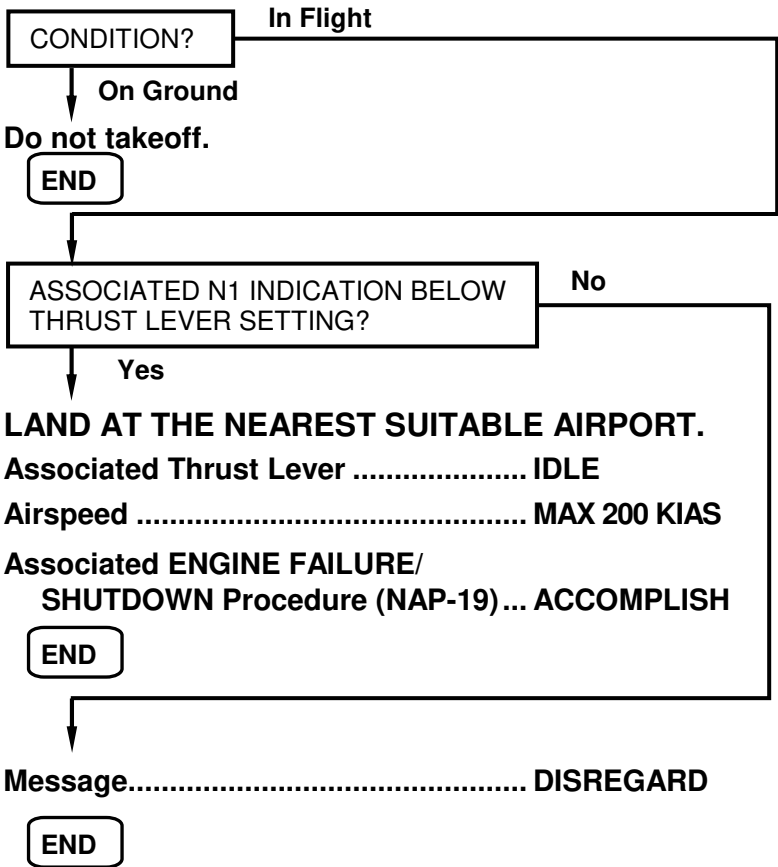 In Flight
CONDITION?
On Ground
Do not takeoff.
END
ASSOCIATED N1 INDICATION BELOW
THRUST LEVER SETTING?
No
Yes
LAND AT THE NEAREST SUITABLE AIRPORT.
Associated Thrust Lever ..................... IDLE
Airspeed ............................................... MAX 200 KIAS
Associated ENGINE FAILURE/
SHUTDOWN Procedure (NAP-19) ... ACCOMPLISH
END
Message................................................ DISREGARD
END